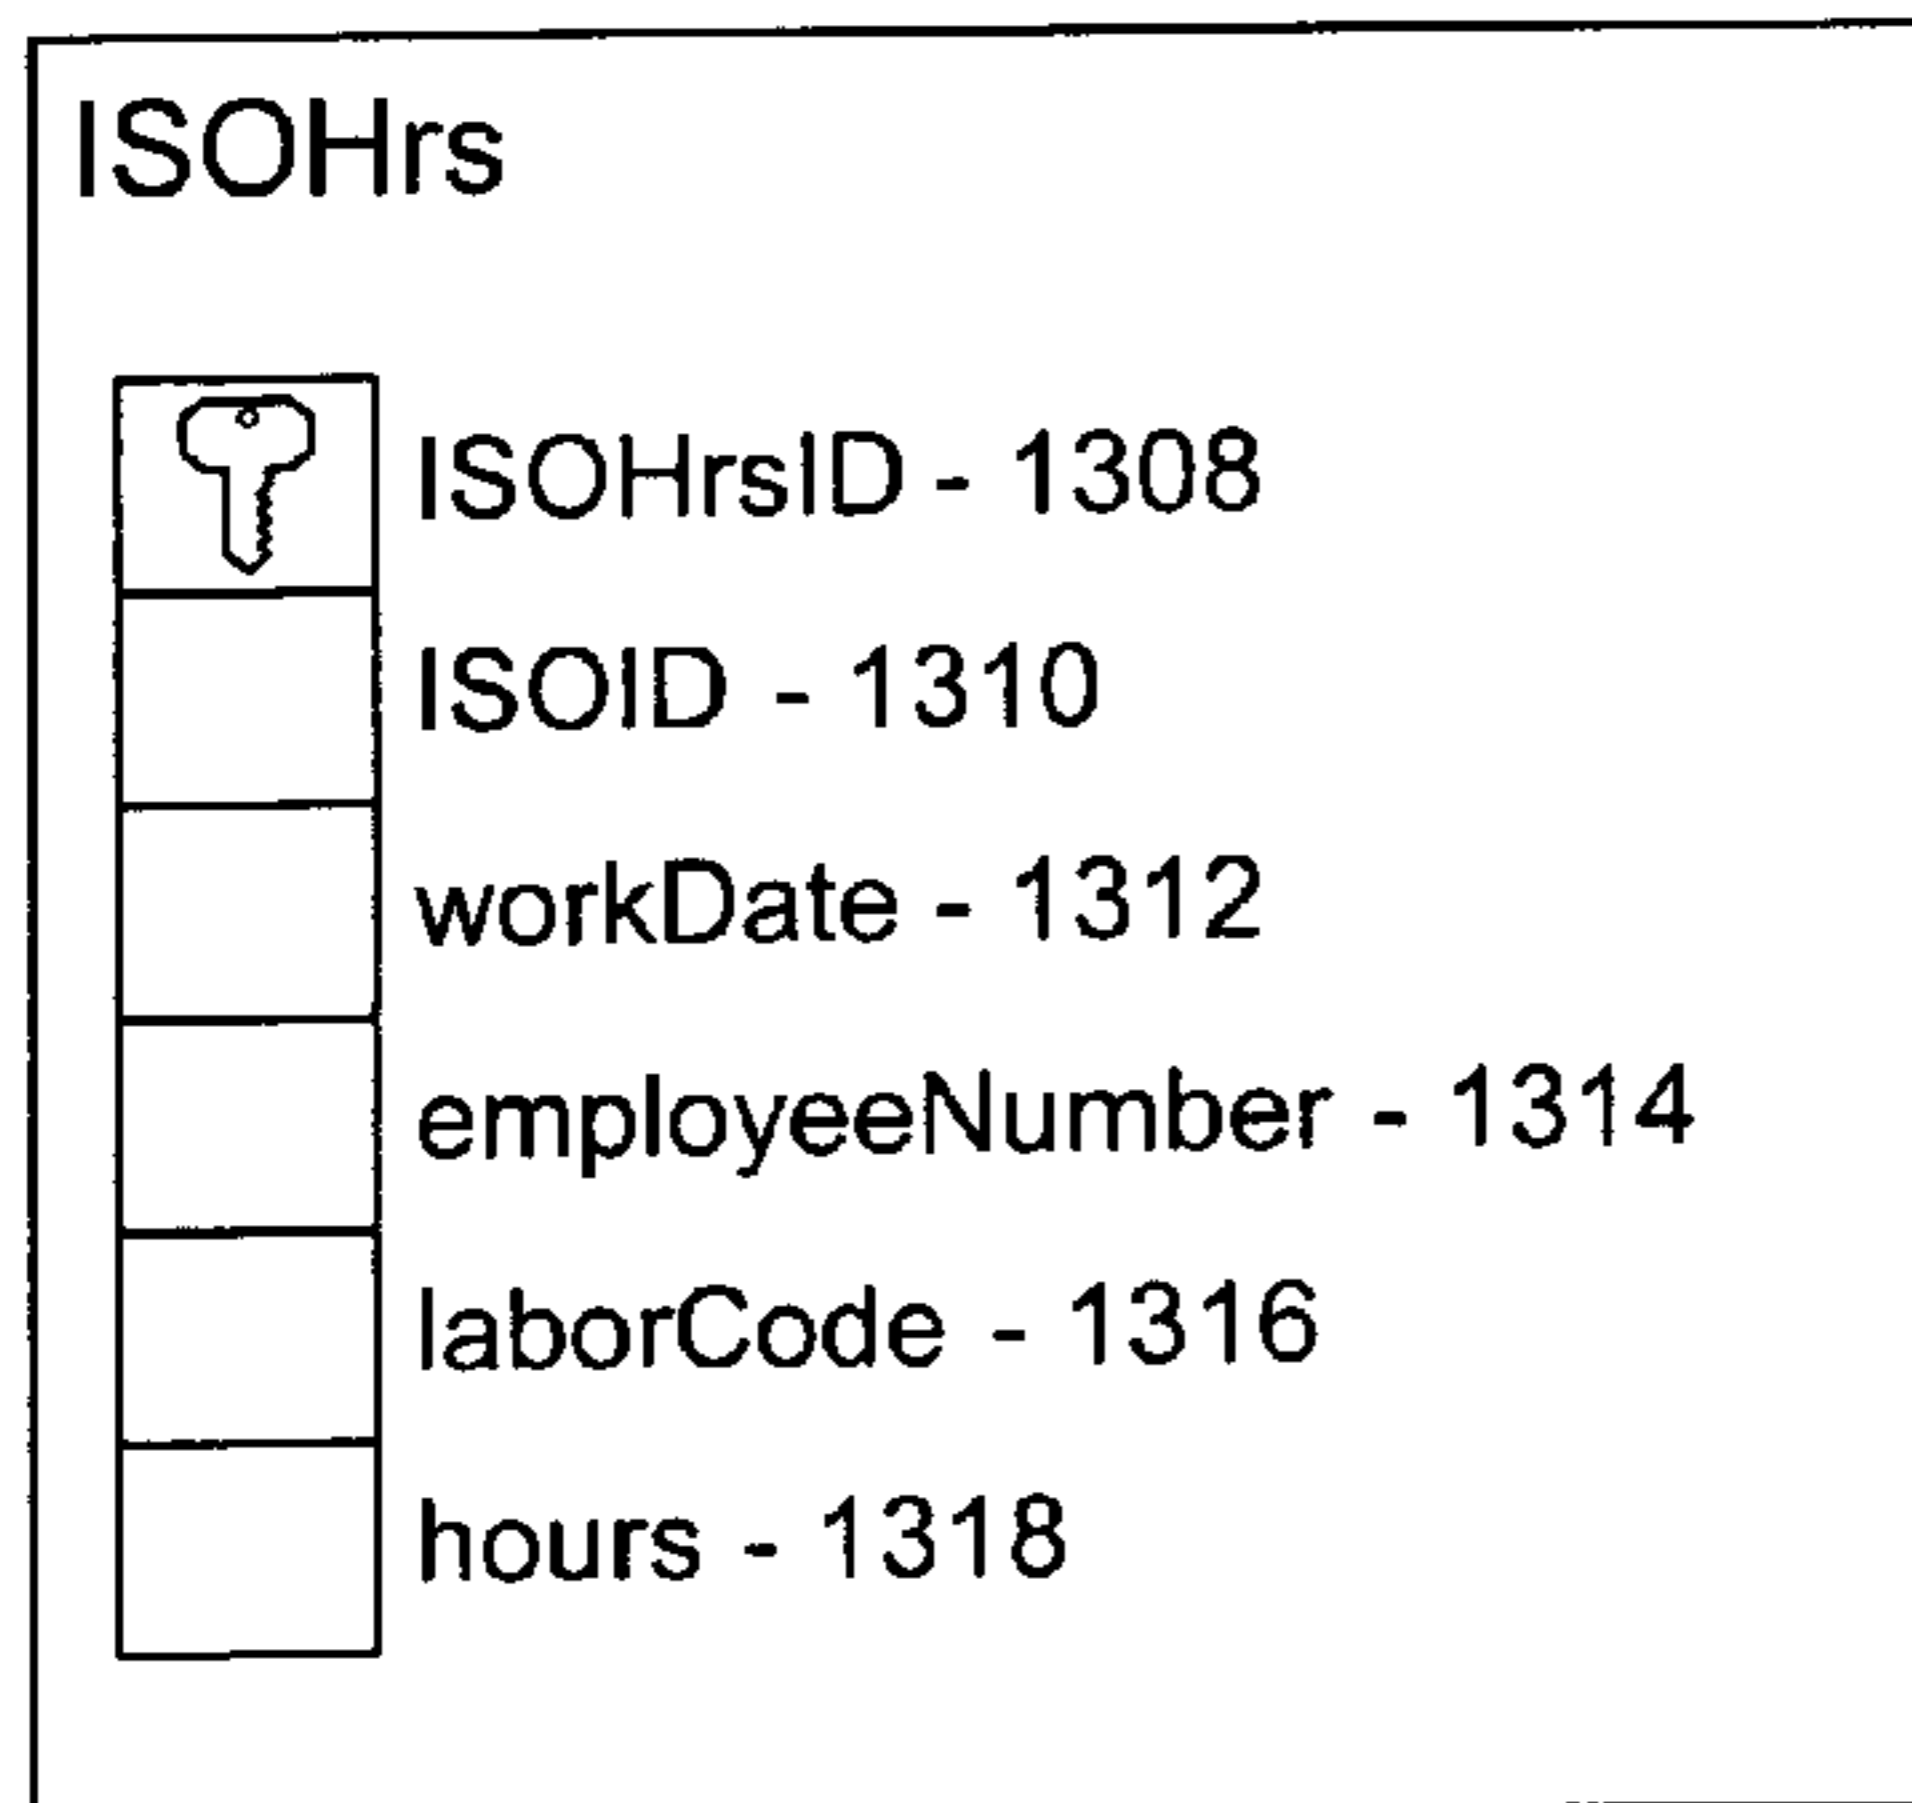 ISOHrs
ISOHrsID - 1308
ISOID - 1310
workDate - 1312
employeeNumber - 1314
laborCode - 1316
hours - 1318